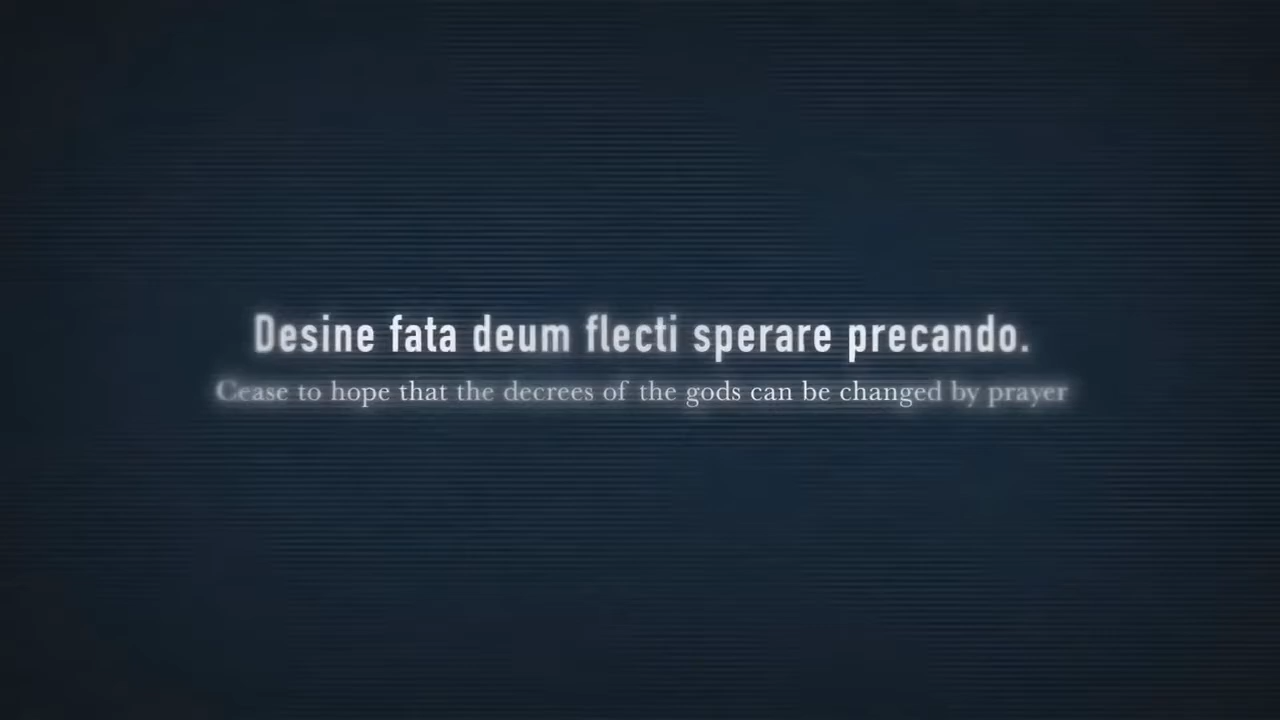 Desine fata deum flecti sperare precando.
Cease to hope that the decrees of the gods can be changed by prayer